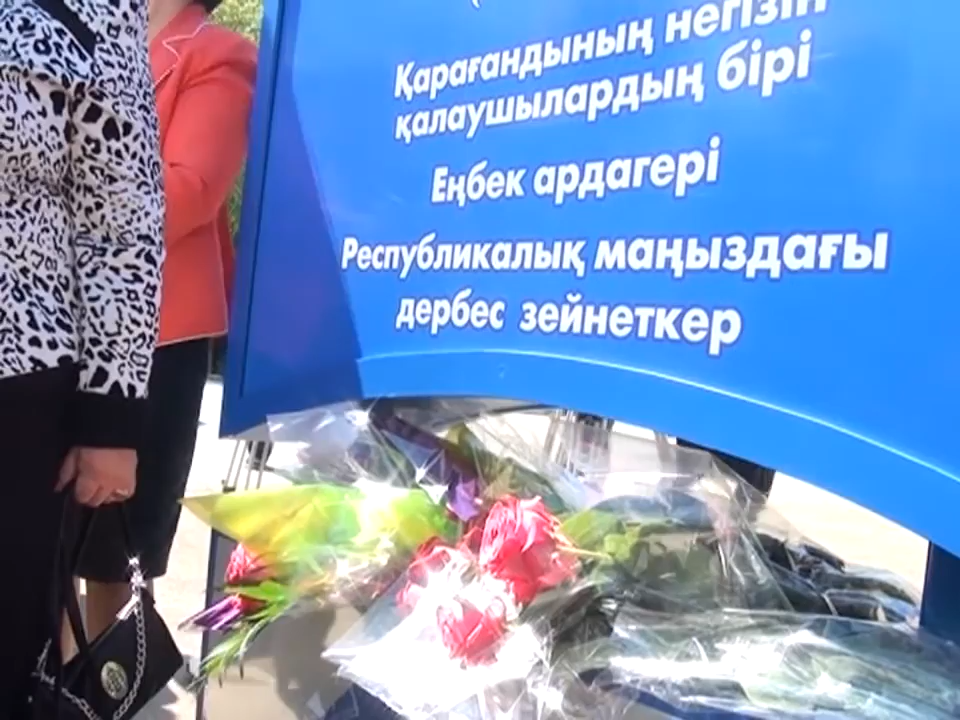 Қарағандының негізін
қалаушылардың бірі
Еңбек ардагері
Республикалық маңыздағы
дербес зейнеткер